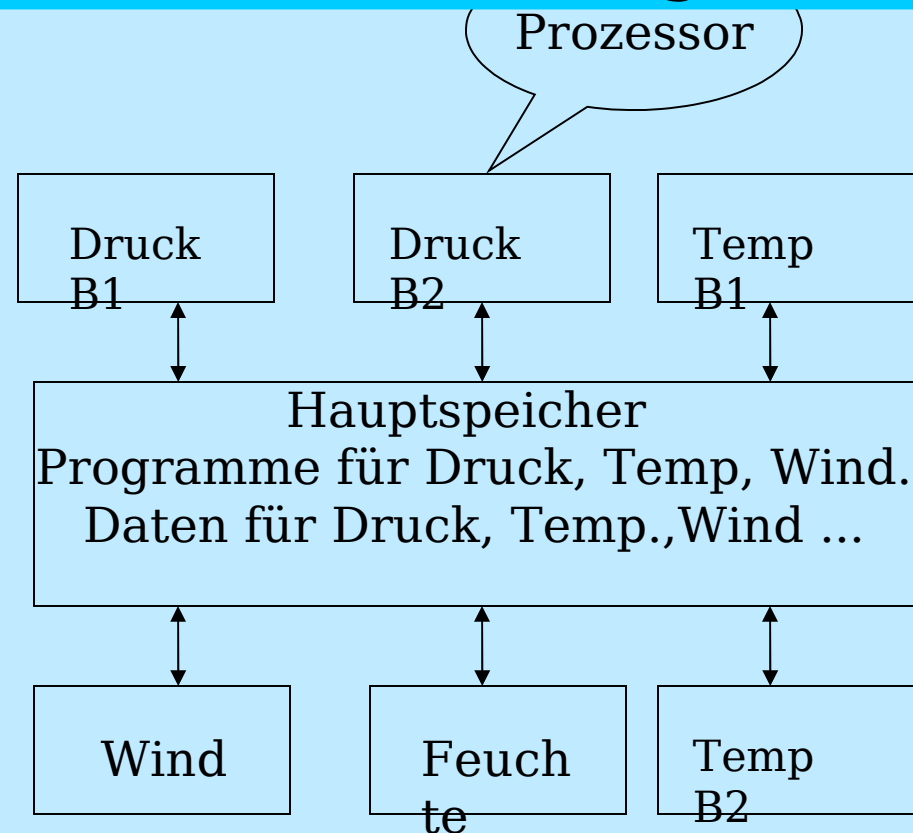 Prozessor
Druck
B1
Druck
B2
Temp
B1
Hauptspeicher
Programme für Druck, Temp, Wind.
Daten für Druck, Temp.,Wind ...
Wind
Feuch
te
Temp
B2